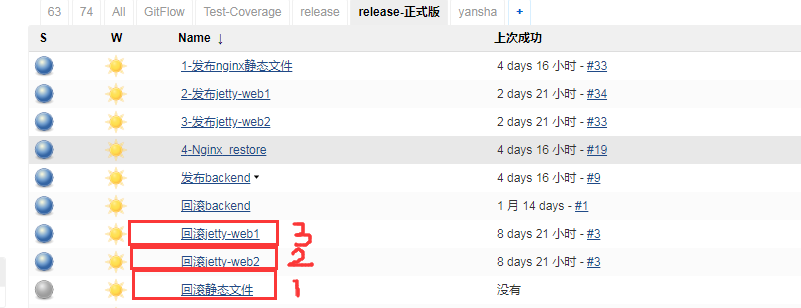 63 74 All GitFlow Test-Coverage release release-正式版 yansha +
S W Name ↓ 上次成功
1-发布nginx静态文件 4 days 16 小时 - #33
2-发布jetty-web1 2 days 21 小时 - #34
3-发布jetty-web2 2 days 21 小时 - #33
4-Nginx_restore 4 days 16 小时 - #19
发布backend 4 days 16 小时 - #9
回滚backend 1 月 14 days - #1
回滚jetty-web1 3 8 days 21 小时 - #3
回滚jetty-web2 2 8 days 21 小时 - #3
回滚静态文件 1 没有